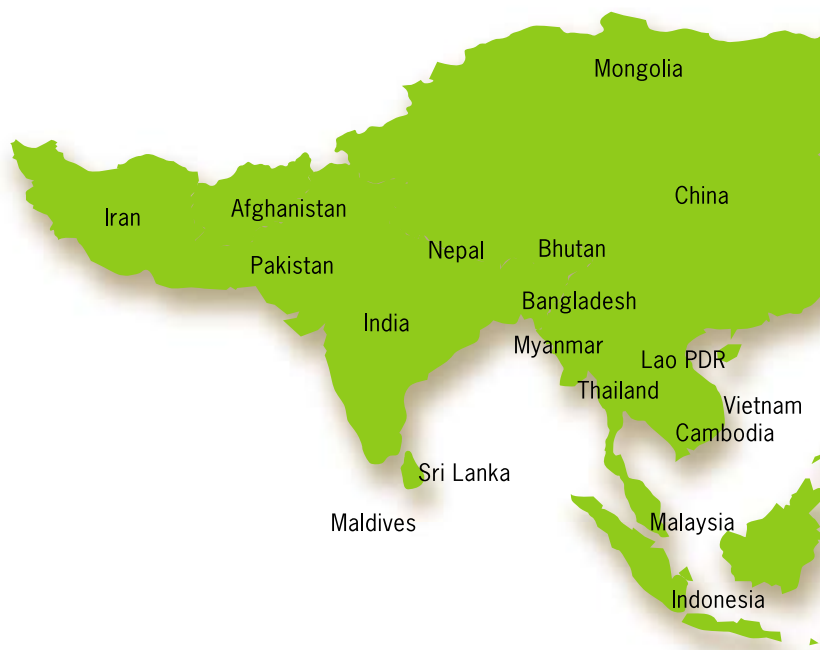 Mongolia
China
Afghanistan
Iran
Nepal
Bhutan
Pakistan
Bangladesh
India
Myanmar
Lao PDR
Thailand
Vietnam
Cambodia
Sri Lanka
Maldives
Malaysia
Indonesia